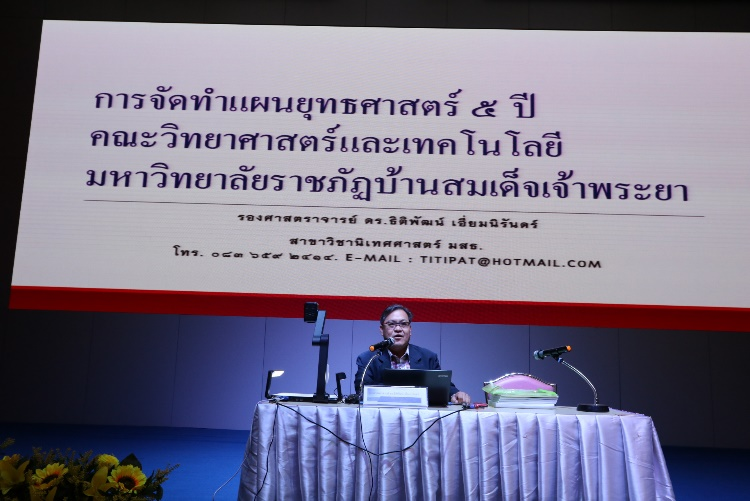 การจัดทำแผนยุทธศาสตร์ ๕ ปี
คณะวิทยาศาสตร์และเทคโนโลยี
มหาวิทยาลัยราชภัฏบ้านสมเด็จเจ้าพระยา
รองศาสตราจารย์ ดร.ธิติพัฒน์ เอี่ยมนิรันดร์
สาขาวิชานิเทศศาสตร์ มสธ.
โทร. ๐๘๓ ๖๕๙ ๒๔๑๔. E-MAIL : TITIPAT@HOTMAIL.COM